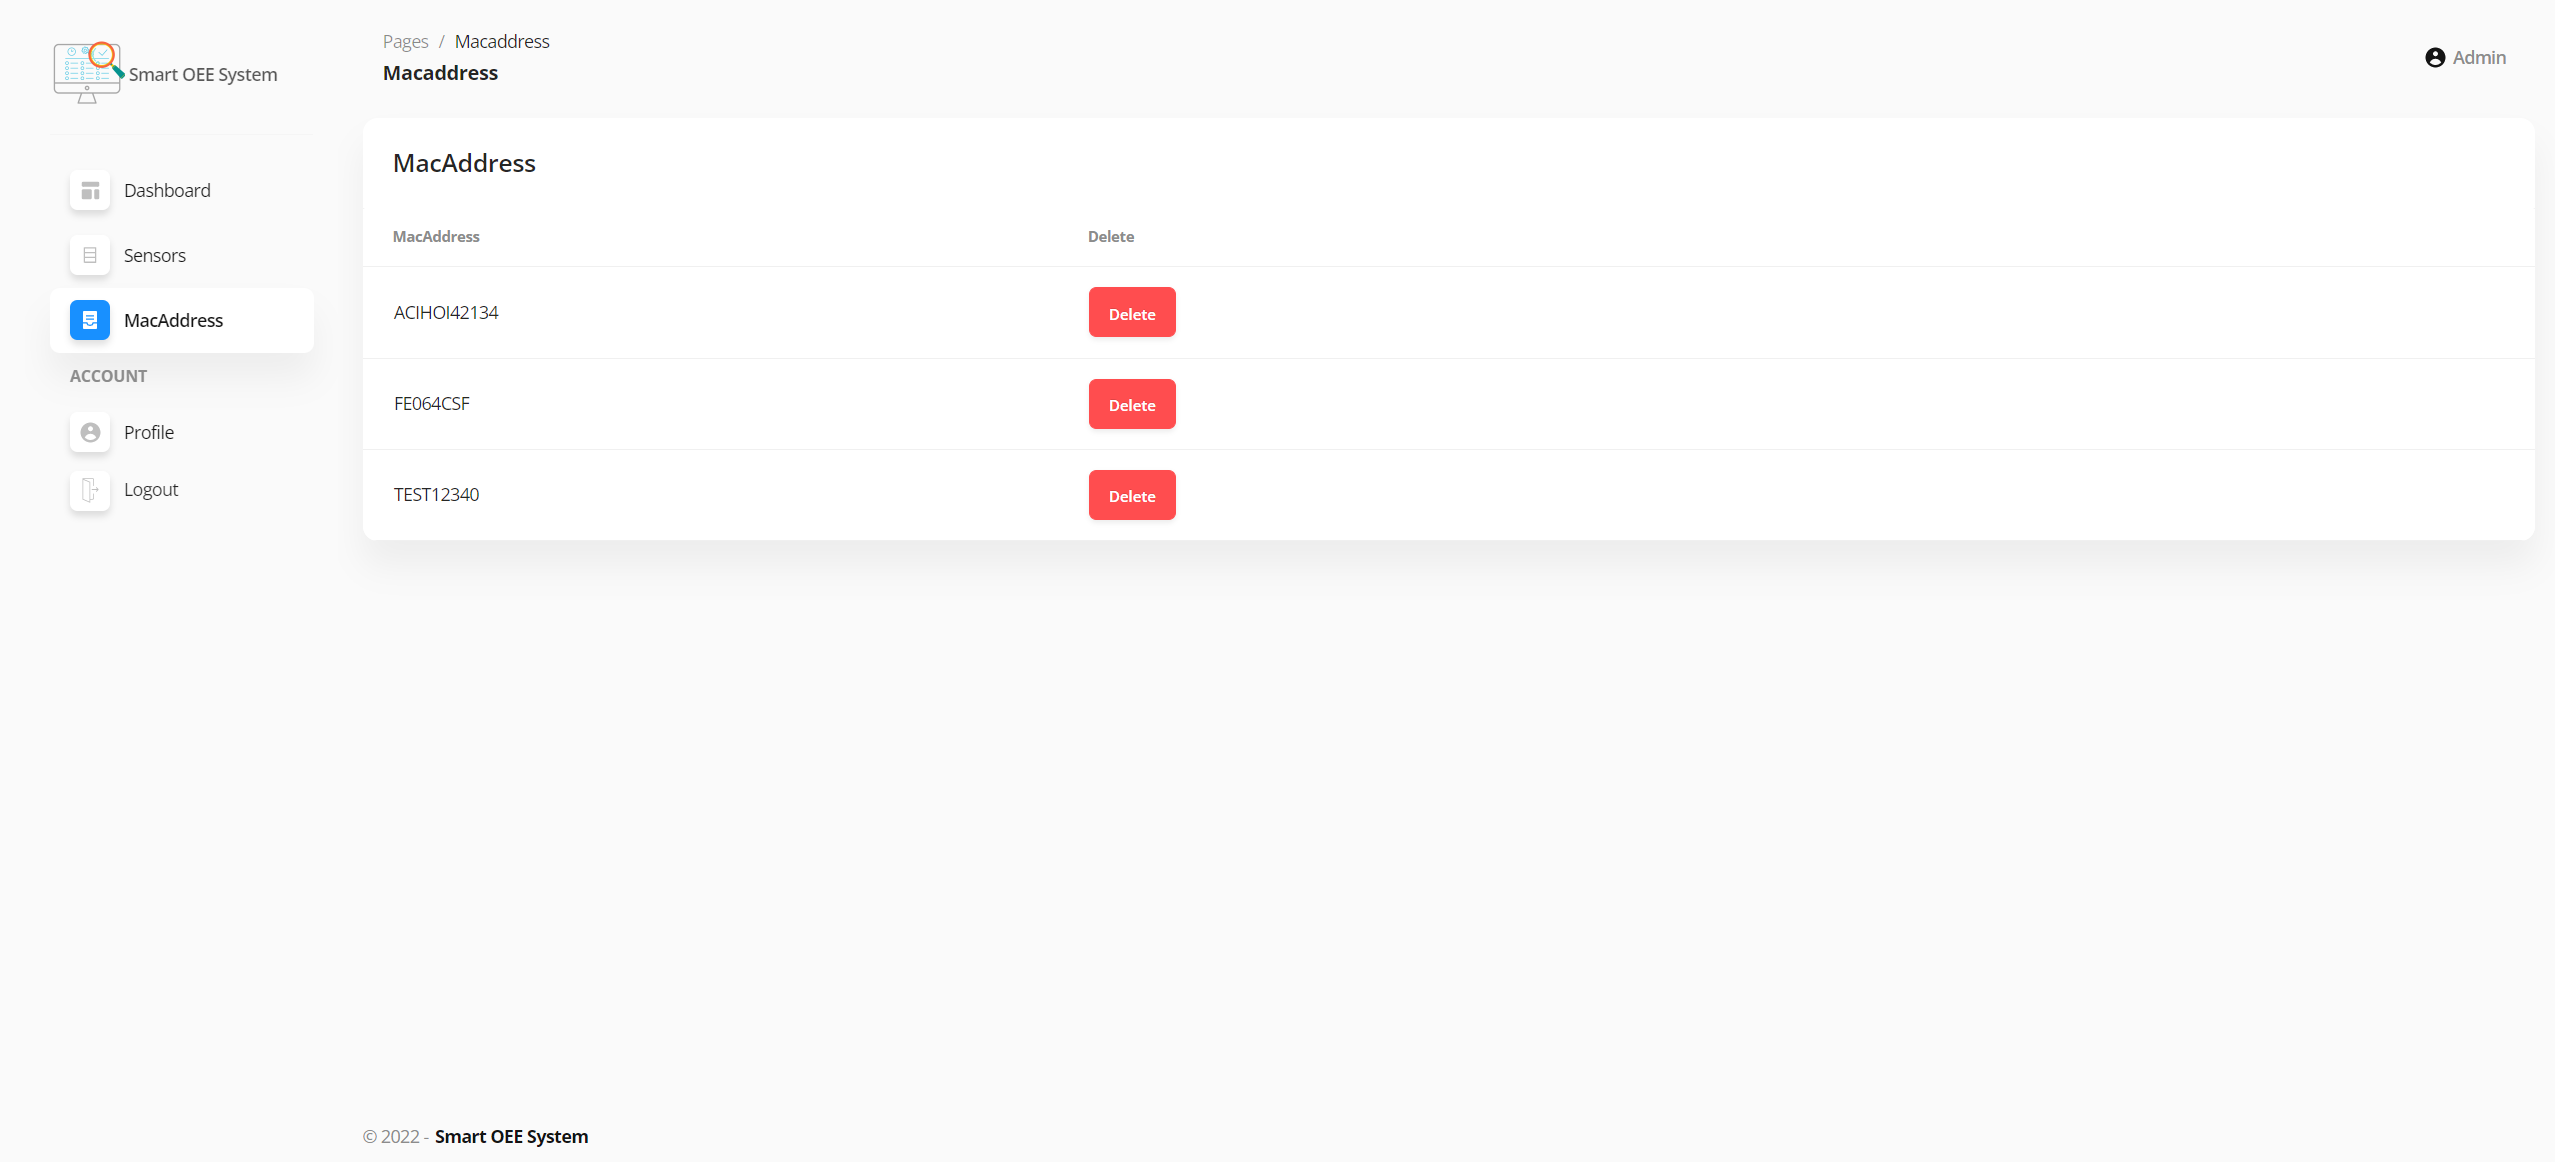 Smart OEE System
Dashboard
Sensors
MacAddress
ACCOUNT
Profile
Logout
Pages / Macaddress
Macaddress
Admin
MacAddress
MacAddress Delete
ACIHOI42134 Delete
FE064CSF Delete
TEST12340 Delete
© 2022 - Smart OEE System